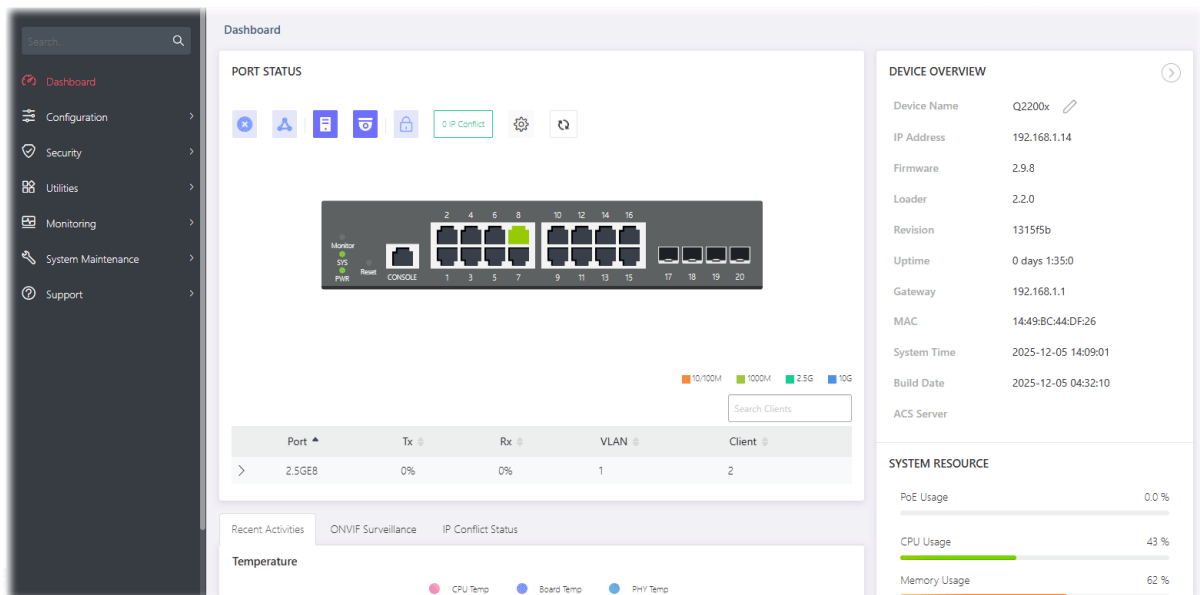 Search...
Dashboard
Configuration
Security
Utilities
Monitoring
System Maintenance
Support
Dashboard
PORT STATUS
0 IP Conflict
2 4 6 8 10 12 14 16
Monitor
SYS
PWR
Reset
CONSOLE
1 3 5 7 9 11 13 15 17 18 19 20
10/100M 1000M 2.5G 10G
Search Clients
Port Tx Rx VLAN Client
2.5GE8 0% 0% 1 2
Recent Activities ONVIF Surveillance IP Conflict Status
Temperature
CPU Temp Board Temp PHY Temp
DEVICE OVERVIEW
Device Name Q2200x
IP Address 192.168.1.14
Firmware 2.9.8
Loader 2.2.0
Revision 1315f5b
Uptime 0 days 1:35:0
Gateway 192.168.1.1
MAC 14:49:BC:44:DF:26
System Time 2025-12-05 14:09:01
Build Date 2025-12-05 04:32:10
ACS Server
SYSTEM RESOURCE
PoE Usage 0.0 %
CPU Usage 43 %
Memory Usage 62 %